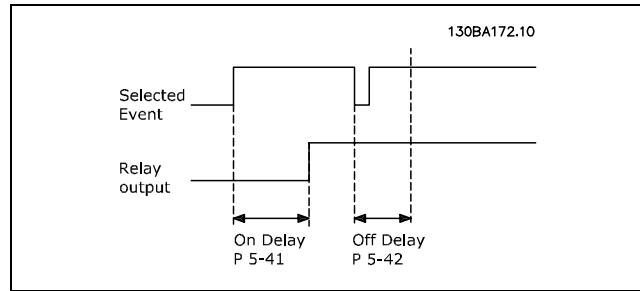 130BA172.10
Selected
Event
Relay
output
On Delay
P 5-41
Off Delay
P 5-42